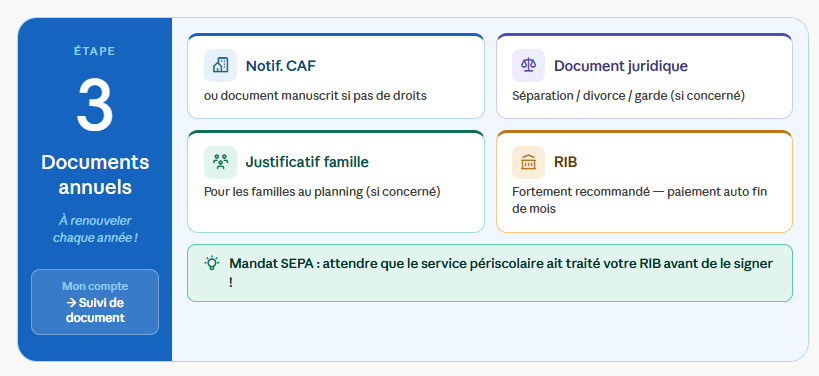 ÉTAPE
3
Documents
annuels
À renouveler
chaque année !
Mon compte
→ Suivi de
document
Notif. CAF
ou document manuscrit si pas de droits
Document juridique
Séparation / divorce / garde (si concerné)
Justificatif famille
Pour les familles au planning (si concerné)
RIB
Fortement recommandé — paiement auto fin
de mois
Mandat SEPA : attendre que le service périscolaire ait traité votre RIB avant de le signer
!